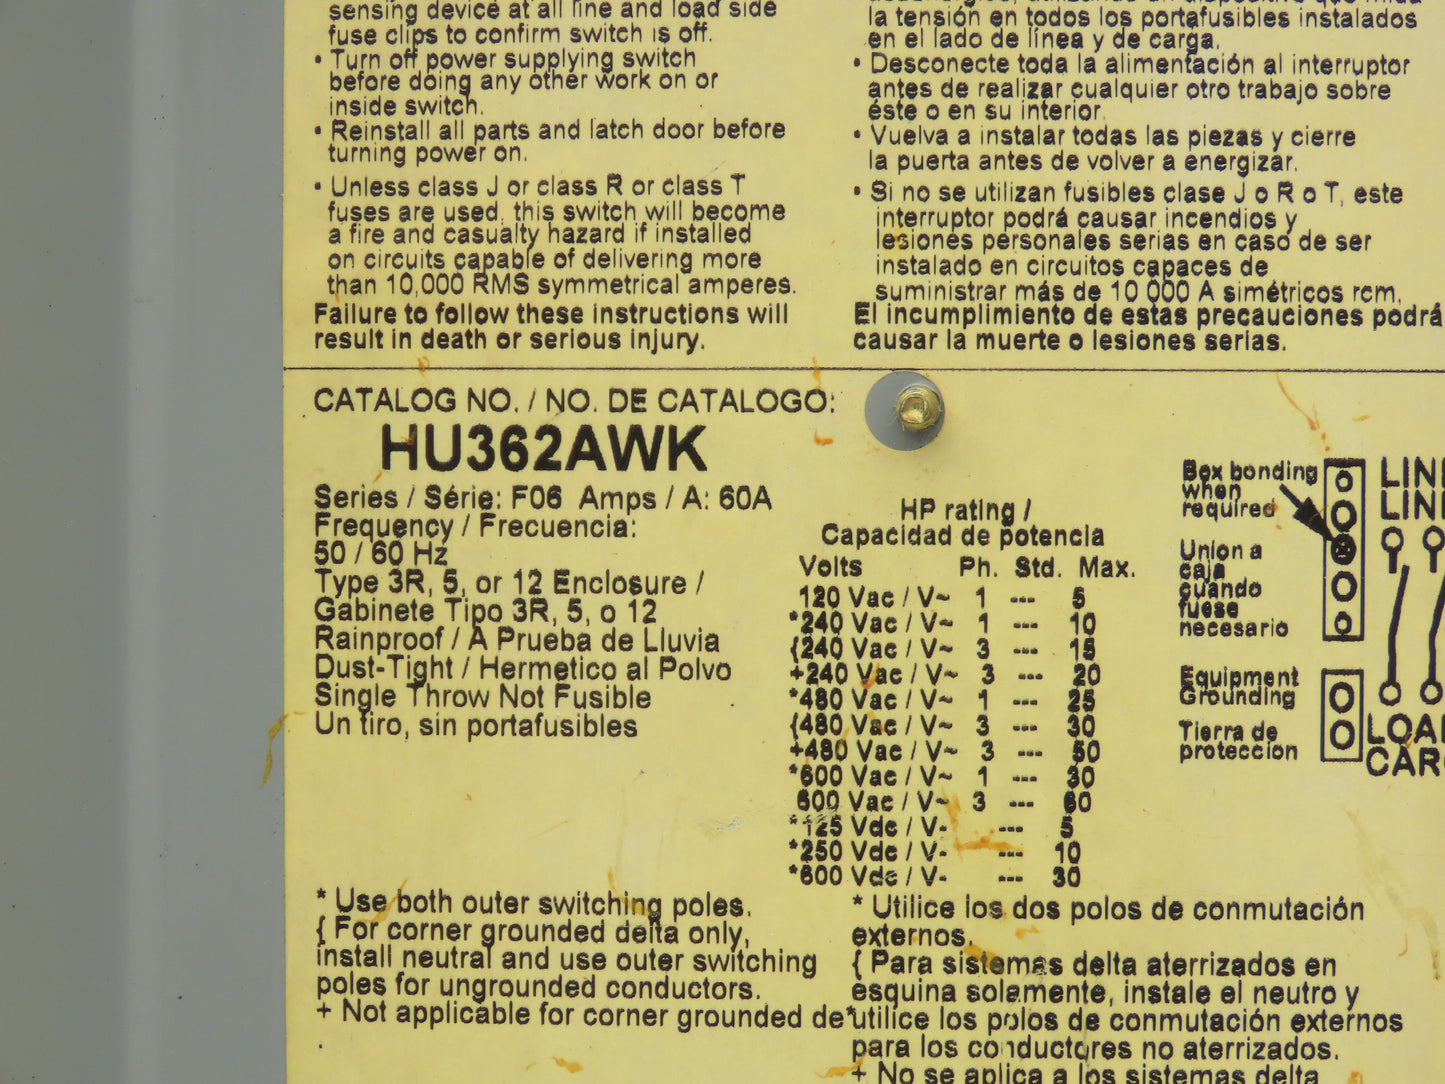 sensing device at all line and load side
fuse clips to confirm switch is off.
• Turn off power supplying switch
before doing any other work on or
inside switch.
• Reinstall all parts and latch door before
turning power on.
• Unless class J or class R or class T
fuses are used, this switch will become
a fire and casualty hazard if installed
on circuits capable of delivering more
than 10,000 RMS symmetrical amperes.
Failure to follow these instructions will
result in death or serious injury.
la tensión en todos los portafusibles instalados
en el lado de línea y de carga.
• Desconecte toda la alimentación al interruptor
antes de realizar cualquier otro trabajo sobre
éste o en su interior.
• Vuelva a instalar todas las piezas y cierre
la puerta antes de volver a energizar.
• Si no se utilizan fusibles clase J o R o T, este
interruptor podrá causar incendios y
lesiones personales serias en caso de ser
instalado en circuitos capaces de
suministrar más de 10 000 A simétricos rcm.
El incumplimiento de estas precauciones podrá
causar la muerte o lesiones serias.
CATALOG NO. / NO. DE CATALOGO:
HU362AWK
Series / Série: F06 Amps / A: 60A
Frequency / Frecuencia:
50 / 60 Hz
Type 3R, 5, or 12 Enclosure /
Gabinete Tipo 3R, 5, o 12
Rainproof / A Prueba de Lluvia
Dust-Tight / Hermetico al Polvo
Single Throw Not Fusible
Un tiro, sin portafusibles
HP rating /
Capacidad de potencia
Volts Ph. Std. Max.
120 Vac / V~ 1 --- 5
*240 Vac / V~ 1 --- 10
{240 Vac / V~ 3 --- 15
+240 Vac / V~ 3 --- 20
*480 Vac / V~ 1 --- 25
{480 Vac / V~ 3 --- 30
+480 Vac / V~ 3 --- 50
*600 Vac / V~ 1 --- 30
600 Vac / V~ 3 --- 60
*125 Vdc / V- --- 5
*250 Vdc / V- --- 10
*600 Vdc / V- --- 30
Box bonding
when
required
Union a
caja
cuando
fuese
necesario
Equipment
Grounding
Tierra de
proteccion
* Use both outer switching poles.
{ For corner grounded delta only,
install neutral and use outer switching
poles for ungrounded conductors.
+ Not applicable for corner grounded de
* Utilice los dos polos de conmutación
externos.
{ Para sistemas delta aterrizados en
esquina solamente, instale el neutro y
utilice los polos de conmutación externos
para los conductores no aterrizados.
+ No se aplica a los sistemas delta